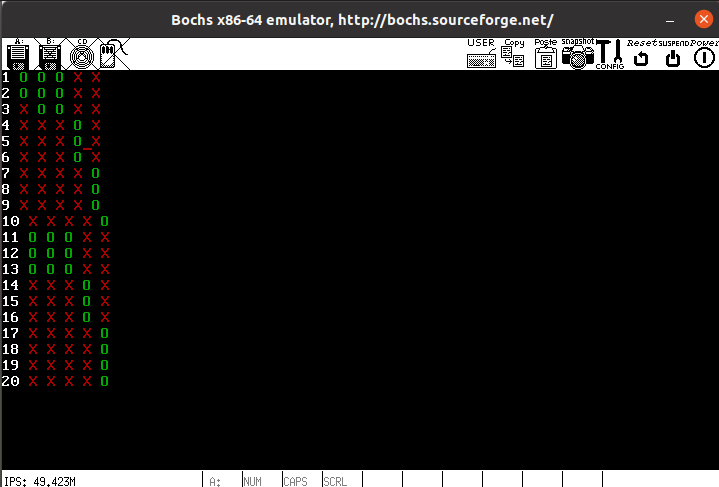 Bochs x86-64 emulator, http://bochs.sourceforge.net/
A: B: CD USER Copy Paste snapshot CONFIG Reset SUSPEND Power
1 O O O X X
2 O O O X X
3 X O O X X
4 X X X O X
5 X X X O _ X
6 X X X O X
7 X X X X O
8 X X X X O
9 X X X X O
10 X X X X O
11 O O O X X
12 O O O X X
13 O O O X X
14 X X X O X
15 X X X O X
16 X X X O X
17 X X X X O
18 X X X X O
19 X X X X O
20 X X X X O
IPS: 49.423M A: NUM CAPS SCRL